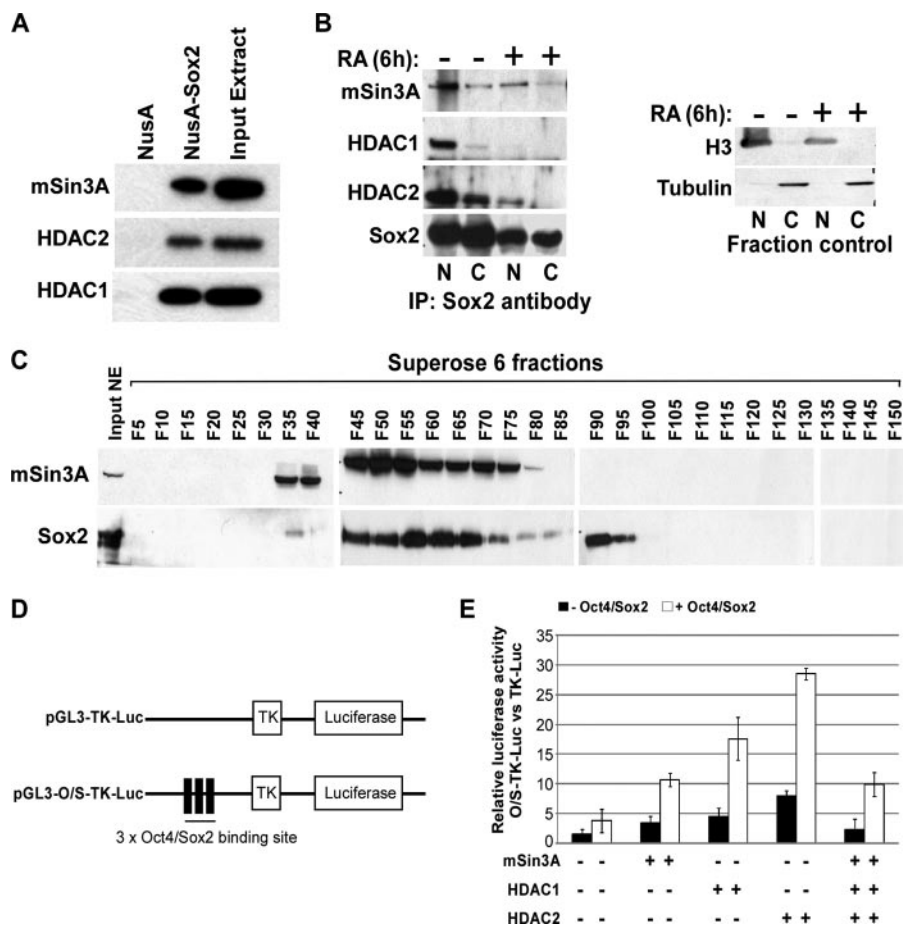 A
NusA
NusA-Sox2
Input Extract
mSin3A
HDAC2
HDAC1
B
RA (6h): - - + +
mSin3A
HDAC1
HDAC2
Sox2
N C N C
IP: Sox2 antibody
RA (6h): - - + +
H3
Tubulin
N C N C
Fraction control
C
Superose 6 fractions
Input NE F5 F10 F15 F20 F25 F30 F35 F40 F45 F50 F55 F60 F65 F70 F75 F80 F85 F90 F95 F100 F105 F110 F115 F120 F125 F130 F135 F140 F145 F150
mSin3A
Sox2
D
pGL3-TK-Luc TK Luciferase
pGL3-O/S-TK-Luc TK Luciferase
3 x Oct4/Sox2 binding site
E
- Oct4/Sox2 + Oct4/Sox2
Relative luciferase activity
O/S-TK-Luc vs TK-Luc
35
30
25
20
15
10
5
0
mSin3A - - + + - - - - + +
HDAC1 - - - - + + - - + +
HDAC2 - - - - - - + + + +